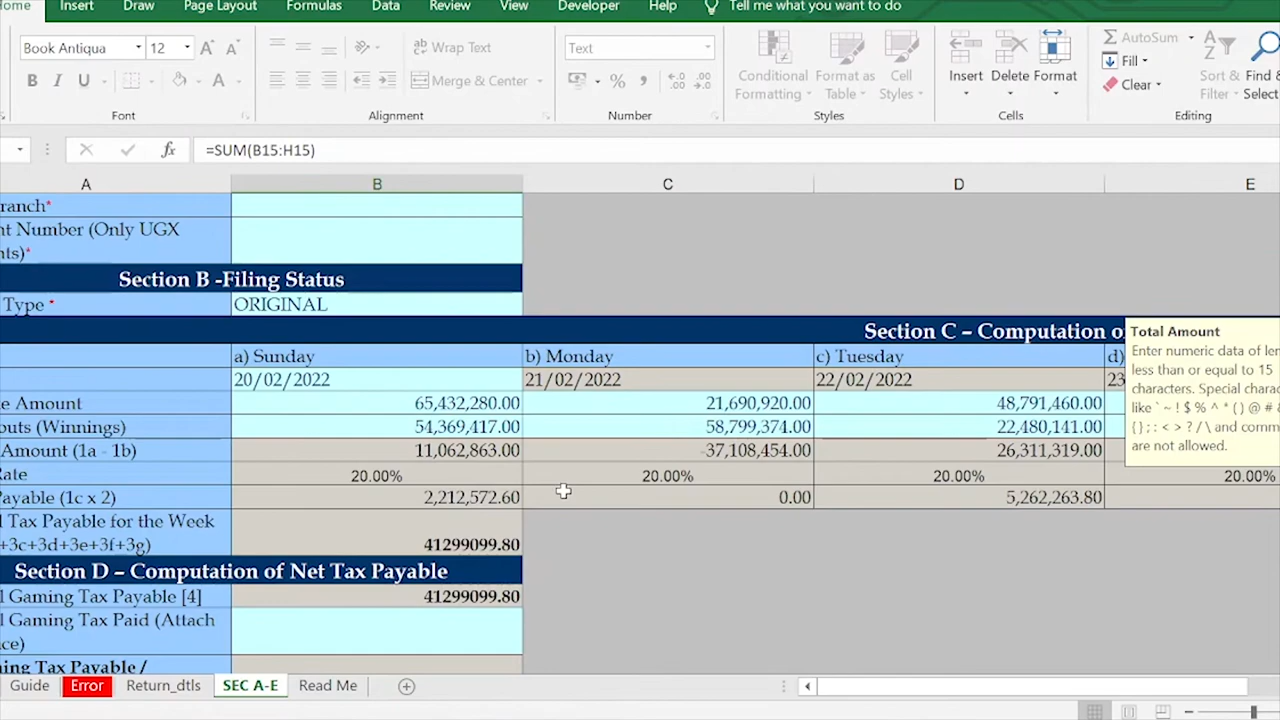 Home Insert Draw Page Layout Formulas Data Review View Developer Help Tell me what you want to do
Book Antiqua 12 A A Wrap Text Text AutoSum
B I U A Merge & Center % , Conditional Formatting Format as Table Cell Styles Insert Delete Format Fill Clear Sort & Filter Find & Select
Font Alignment Number Styles Cells Editing
fx =SUM(B15:H15)
A B C D E
ranch*
nt Number (Only UGX
nts)*
Section B -Filing Status
Type * ORIGINAL
Section C – Computation o
a) Sunday b) Monday c) Tuesday d)
20/02/2022 21/02/2022 22/02/2022 23
e Amount 65,432,280.00 21,690,920.00 48,791,460.00
outs (Winnings) 54,369,417.00 58,799,374.00 22,480,141.00
Amount (1a - 1b) 11,062,863.00 -37,108,454.00 26,311,319.00
Rate 20.00% 20.00% 20.00% 20.00%
Payable (1c x 2) 2,212,572.60 0.00 5,262,263.80
l Tax Payable for the Week
+3c+3d+3e+3f+3g) 41299099.80
Section D – Computation of Net Tax Payable
l Gaming Tax Payable [4] 41299099.80
l Gaming Tax Paid (Attach
ce)
ning Tax Payable /
Total Amount
Enter numeric data of len
less than or equal to 15
characters. Special charac
like ` ~ ! $ % ^ * ( ) @ # &
{ } ; : < > ? / \ and comm
are not allowed.
Guide Error Return_dtls SEC A-E Read Me